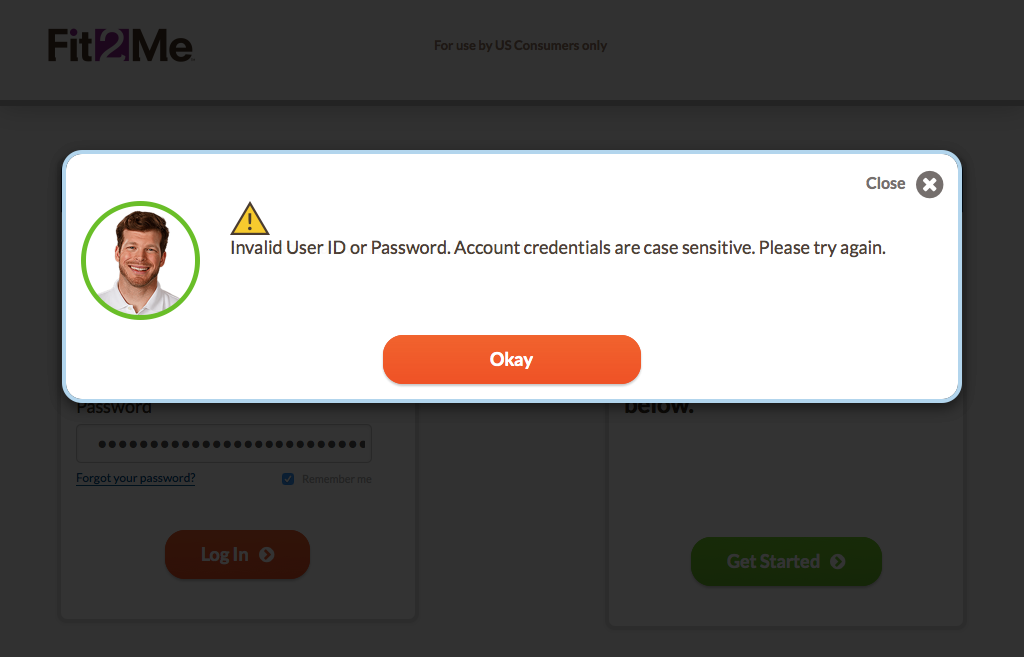 Fit2Me
For use by US Consumers only
Close
Invalid User ID or Password. Account credentials are case sensitive. Please try again.
Okay
Password
below.
Forgot your password?
Remember me
Log In
Get Started